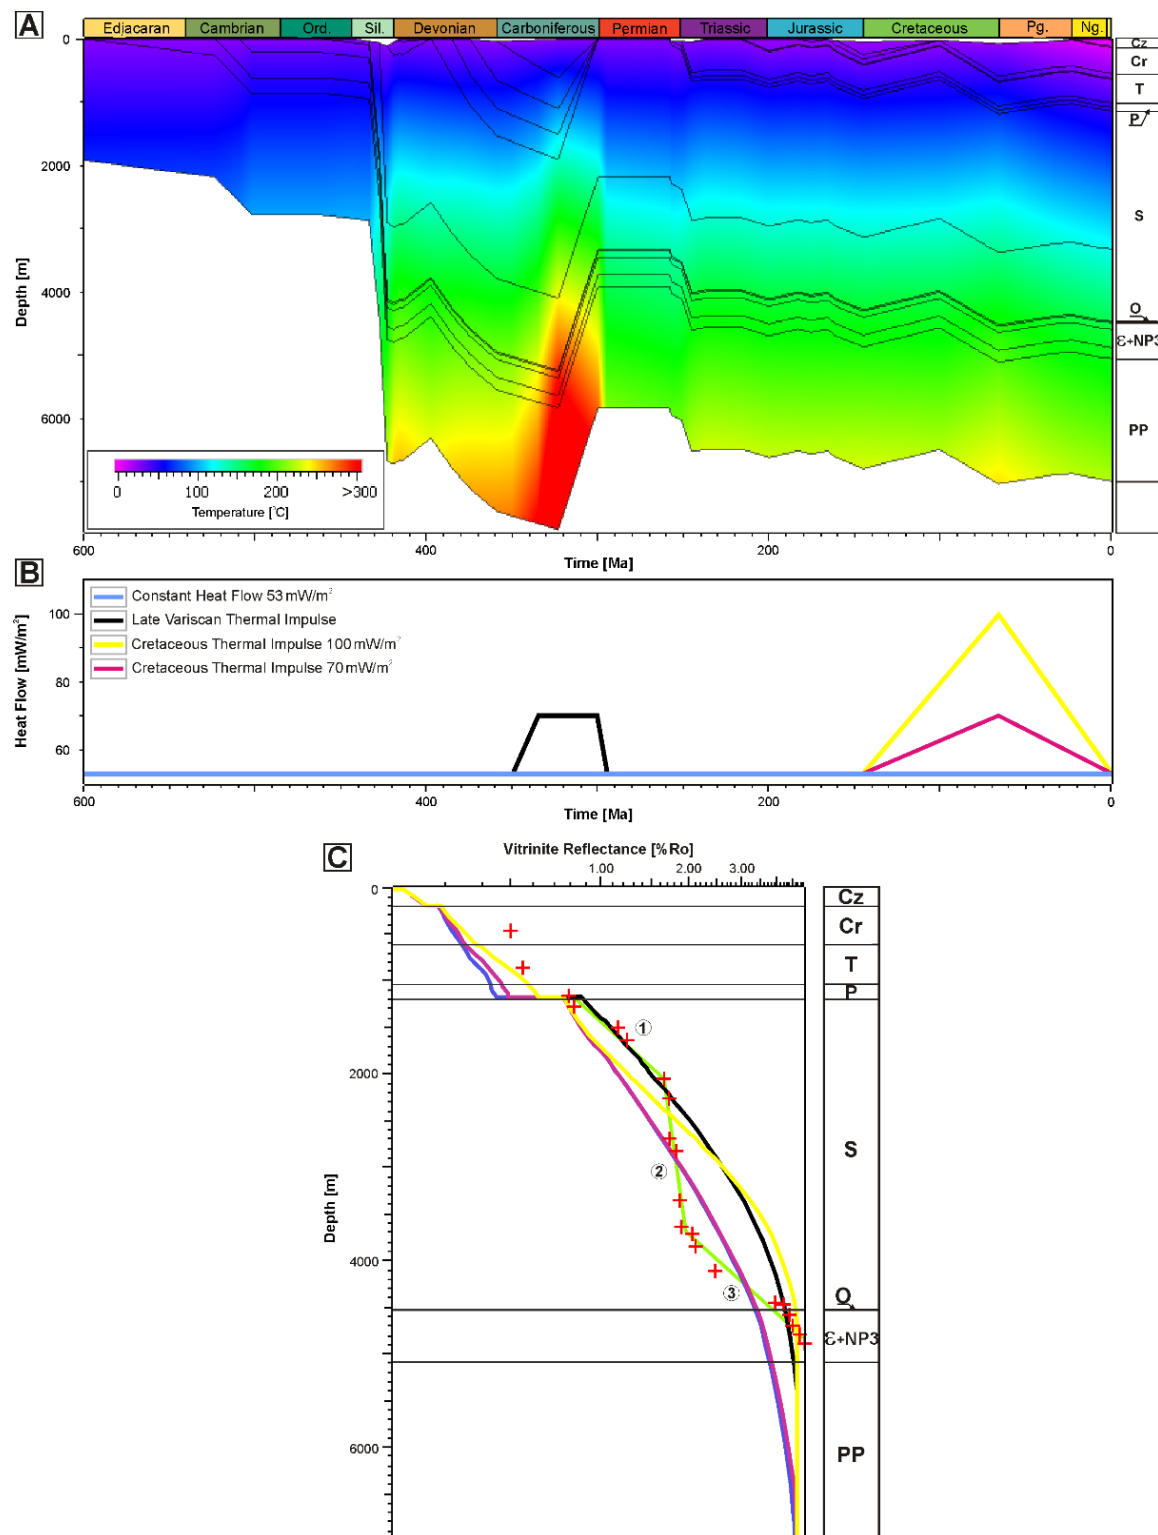 A
Edjacaran Cambrian Ord. Sil. Devonian Carboniferous Permian Triassic Jurassic Cretaceous Pg. Ng.
0
2000
4000
6000
Depth [m]
Cz
Cr
T
P
S
O
Ɛ+NP3
PP
0 100 200 >300
Temperature [°C]
600 400 200 0
Time [Ma]
B
Heat Flow [mW/m²]
100
80
60
Constant Heat Flow 53 mW/m²
Late Variscan Thermal Impulse
Cretaceous Thermal Impulse 100 mW/m²
Cretaceous Thermal Impulse 70 mW/m²
600 400 200 0
Time [Ma]
C
Vitrinite Reflectance [%Ro]
1.00 2.00 3.00
0
2000
4000
6000
Depth [m]
1
2
3
Cz
Cr
T
P
S
O
Ɛ+NP3
PP